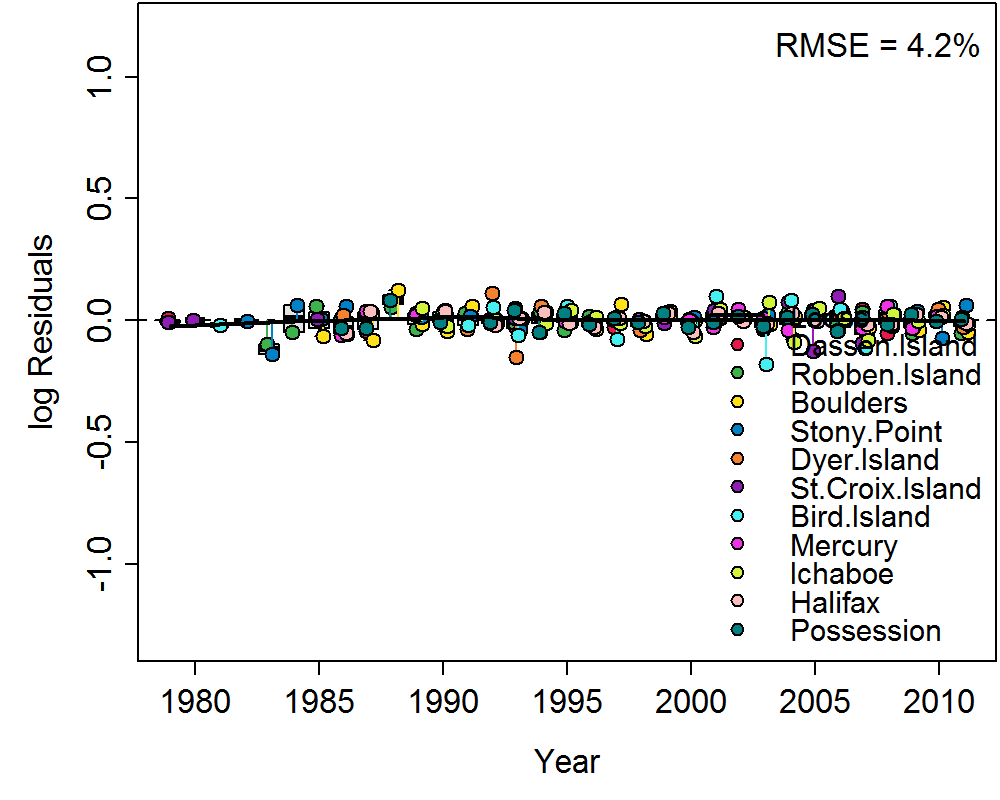 RMSE = 4.2%
log Residuals
1.0
0.5
0.0
-0.5
-1.0
Dassen.Island
Robben.Island
Boulders
Stony.Point
Dyer.Island
St.Croix.Island
Bird.Island
Mercury
Ichaboe
Halifax
Possession
1980 1985 1990 1995 2000 2005 2010
Year